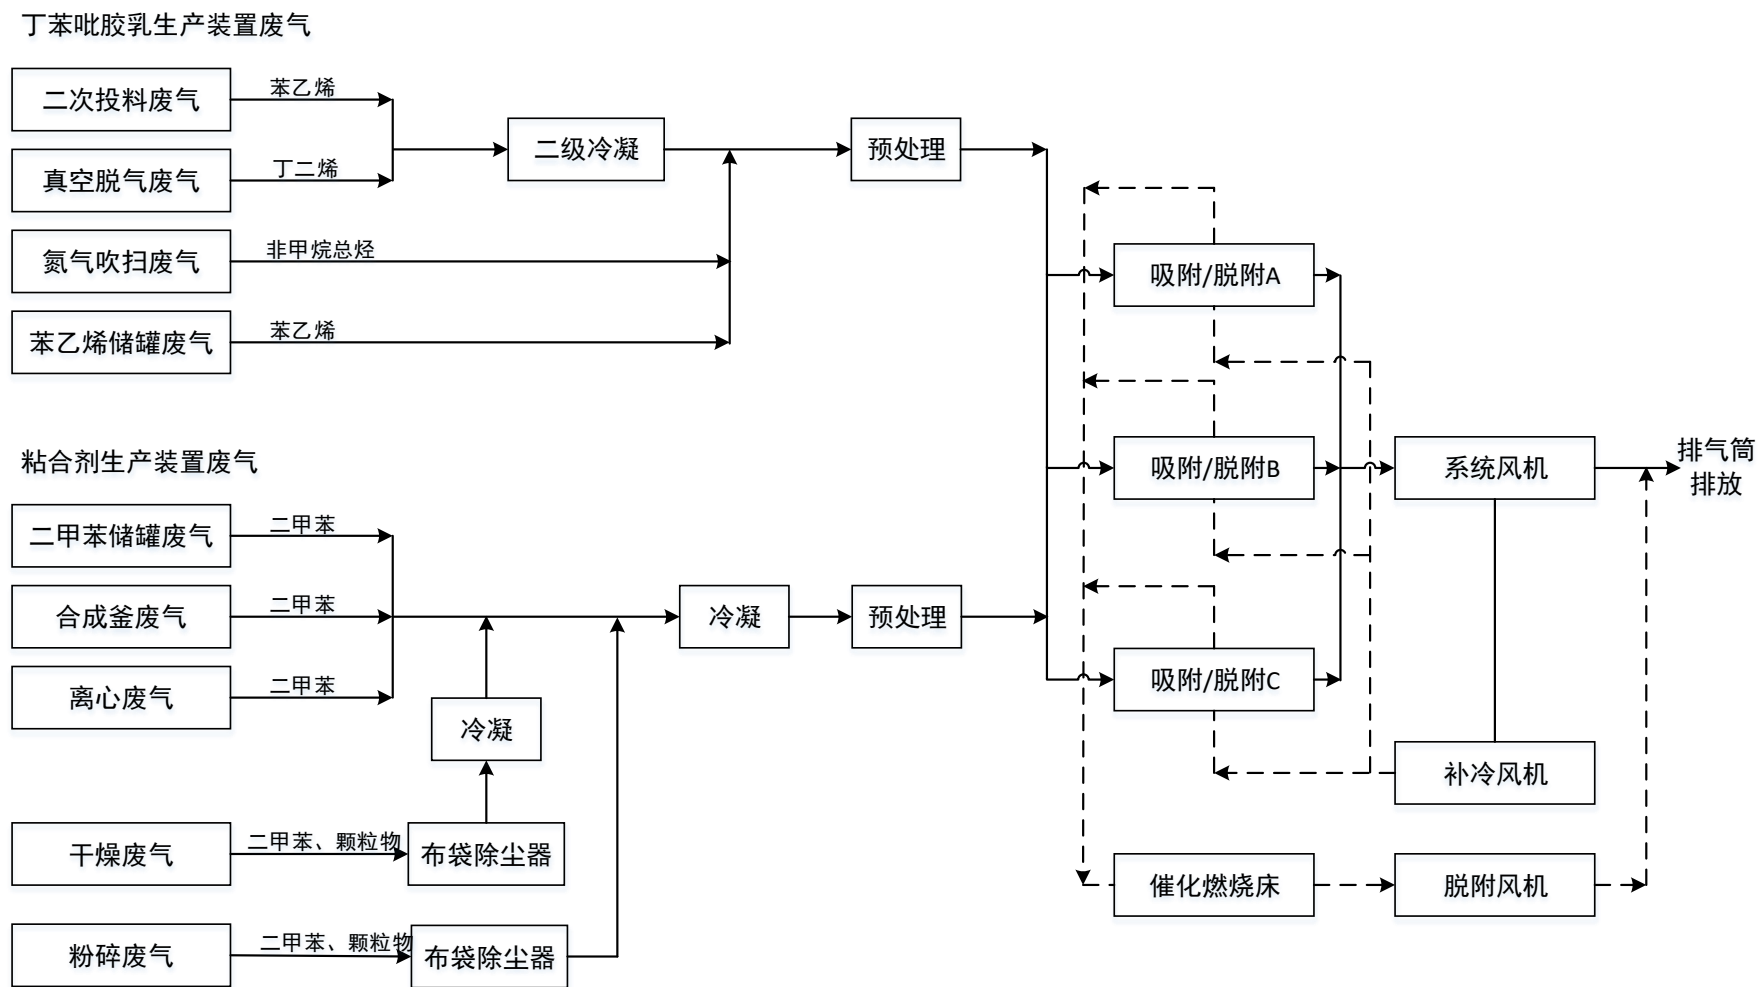 丁苯吡胶乳生产装置废气
二次投料废气
苯乙烯
真空脱气废气
丁二烯
二级冷凝
预处理
氮气吹扫废气
非甲烷总烃
苯乙烯储罐废气
苯乙烯
粘合剂生产装置废气
二甲苯储罐废气
二甲苯
合成釜废气
二甲苯
离心废气
二甲苯
冷凝
干燥废气
二甲苯、颗粒物
布袋除尘器
粉碎废气
二甲苯、颗粒物
布袋除尘器
冷凝
预处理
吸附/脱附A
吸附/脱附B
吸附/脱附C
系统风机
排气筒
排放
补冷风机
催化燃烧床
脱附风机